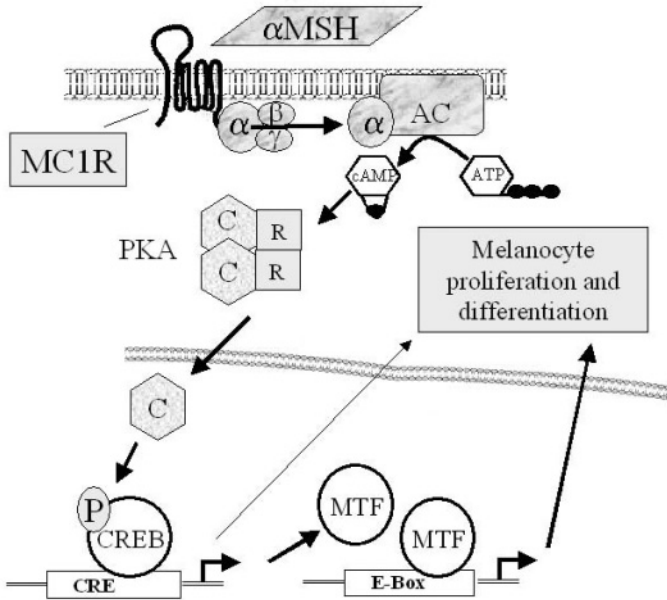 αMSH
β
α
γ
α
AC
MC1R
cAMP
ATP
C
R
PKA
C
R
Melanocyte
proliferation and
differentiation
C
P
CREB
MTF
MTF
CRE
E-Box